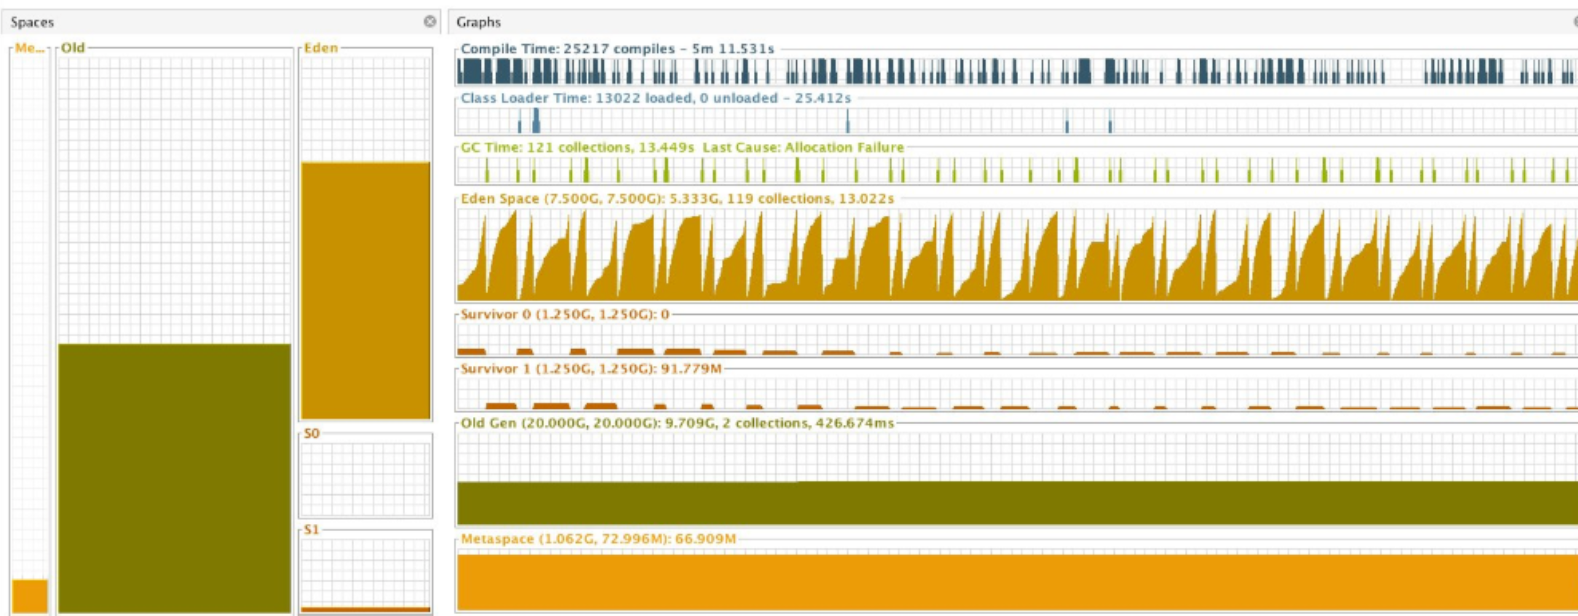 Spaces
Graphs
Me...
Old
Eden
S0
S1
Compile Time: 25217 compiles - 5m 11.531s
Class Loader Time: 13022 loaded, 0 unloaded - 25.412s
GC Time: 121 collections, 13.449s Last Cause: Allocation Failure
Eden Space (7.500G, 7.500G): 5.333G, 119 collections, 13.022s
Survivor 0 (1.250G, 1.250G): 0
Survivor 1 (1.250G, 1.250G): 91.779M
Old Gen (20.000G, 20.000G): 9.709G, 2 collections, 426.674ms
Metaspace (1.062G, 72.996M): 66.909M